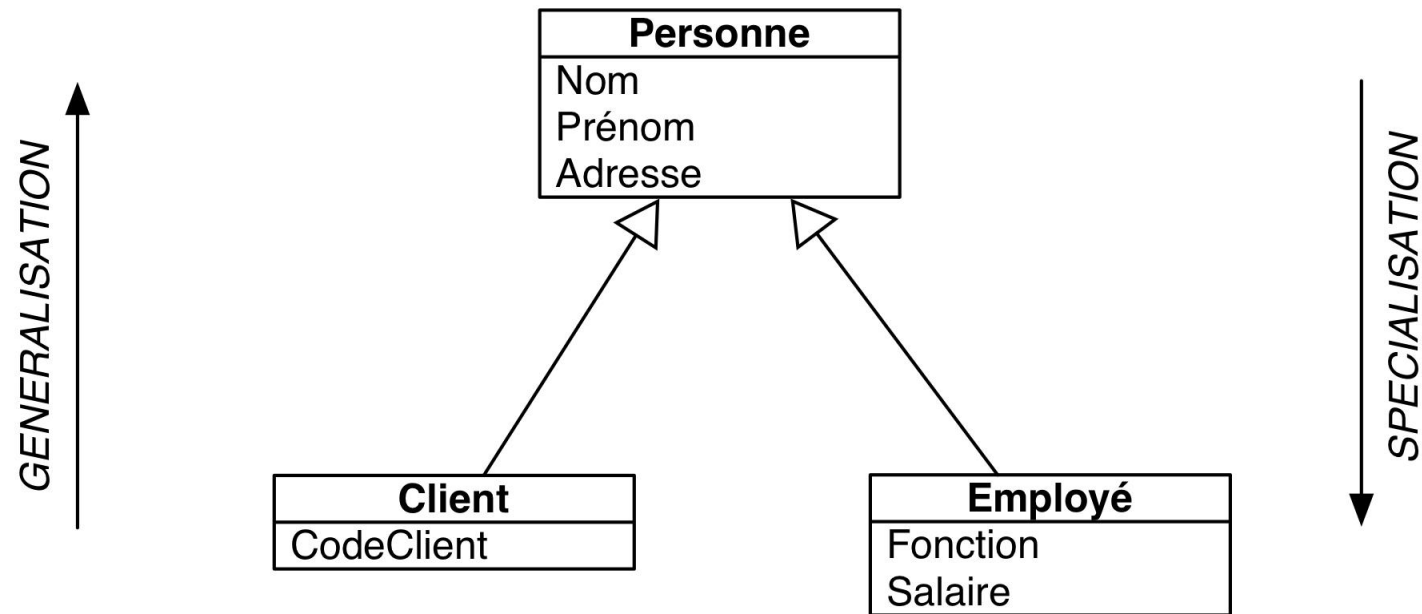 Personne
Nom
Prénom
Adresse
GENERALISATION
SPECIALISATION
Client
CodeClient
Employé
Fonction
Salaire